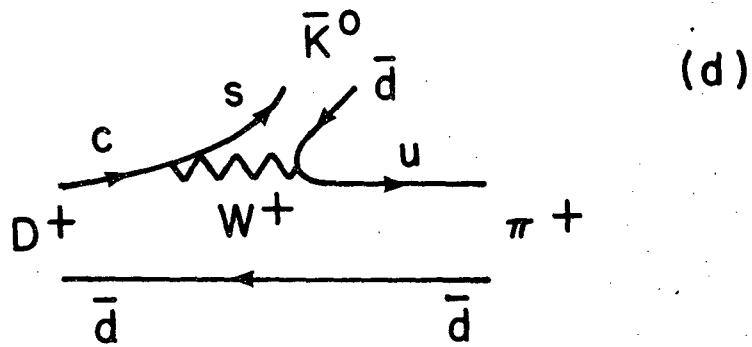 K̅⁰
(d)
s d̅
c
u
W⁺
D⁺ π⁺
d̅ d̅